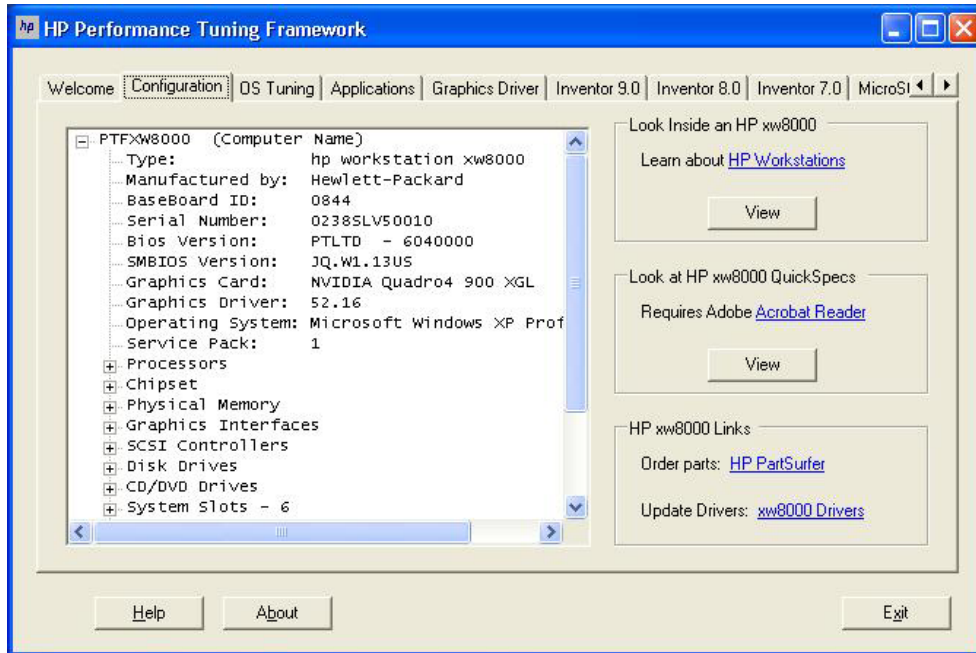 hp HP Performance Tuning Framework
Welcome Configuration OS Tuning Applications Graphics Driver Inventor 9.0 Inventor 8.0 Inventor 7.0
PTFXW8000 (Computer Name)
Type: hp workstation xw8000
Manufactured by: Hewlett-Packard
BaseBoard ID: 0844
Serial Number: 0238SLV50010
Bios Version: PTLTD - 6040000
SMBIOS Version: JQ.W1.13US
Graphics Card: NVIDIA Quadro4 900 XGL
Graphics Driver: 52.16
Operating System: Microsoft Windows XP Prof
Service Pack: 1
Processors
Chipset
Physical Memory
Graphics Interfaces
SCSI Controllers
Disk Drives
CD/DVD Drives
System Slots - 6
Look Inside an HP xw8000
Learn about HP Workstations
View
Look at HP xw8000 QuickSpecs
Requires Adobe Acrobat Reader
View
HP xw8000 Links
Order parts: HP PartSurfer
Update Drivers: xw8000 Drivers
Help About Exit